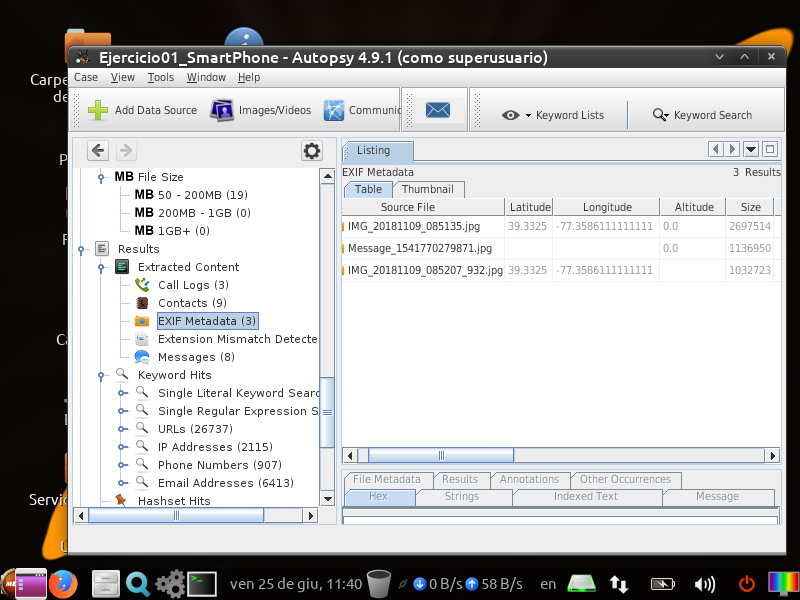 Ejercicio01_SmartPhone - Autopsy 4.9.1 (como superusuario)
Case View Tools Window Help
Add Data Source Images/Videos Communic Keyword Lists Keyword Search
Carpe
de
MB File Size
MB 50 - 200MB (19)
MB 200MB - 1GB (0)
MB 1GB+ (0)
Results
Extracted Content
Call Logs (3)
Contacts (9)
EXIF Metadata (3)
Extension Mismatch Detecte
Messages (8)
Keyword Hits
Single Literal Keyword Searc
Single Regular Expression S
URLs (26737)
IP Addresses (2115)
Phone Numbers (907)
Email Addresses (6413)
Hashset Hits
Listing
EXIF Metadata 3 Results
Table Thumbnail
Source File Latitude Longitude Altitude Size
IMG_20181109_085135.jpg 39.3325 -77.3586111111111 0.0 2697514
Message_1541770279871.jpg 0.0 1136950
IMG_20181109_085207_932.jpg 39.3325 -77.3586111111111 1032723
File Metadata Results Annotations Other Occurrences
Hex Strings Indexed Text Message
Ca
Servic
ven 25 de giu, 11:40 0 B/s 58 B/s en